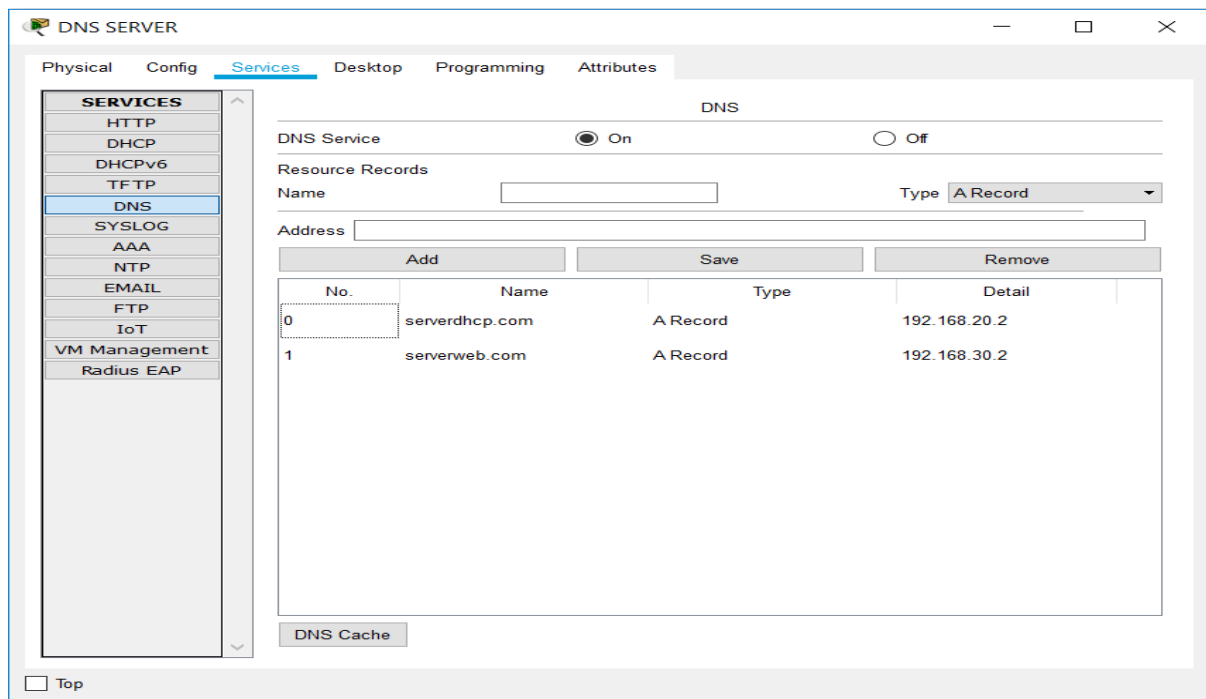 DNS SERVER
Physical Config Services Desktop Programming Attributes
SERVICES
HTTP
DHCP
DHCPv6
TFTP
DNS
SYSLOG
AAA
NTP
EMAIL
FTP
IoT
VM Management
Radius EAP
DNS
DNS Service On Off
Resource Records
Name Type A Record
Address
Add Save Remove
No. Name Type Detail
0 serverdhcp.com A Record 192.168.20.2
1 serverweb.com A Record 192.168.30.2
DNS Cache
Top